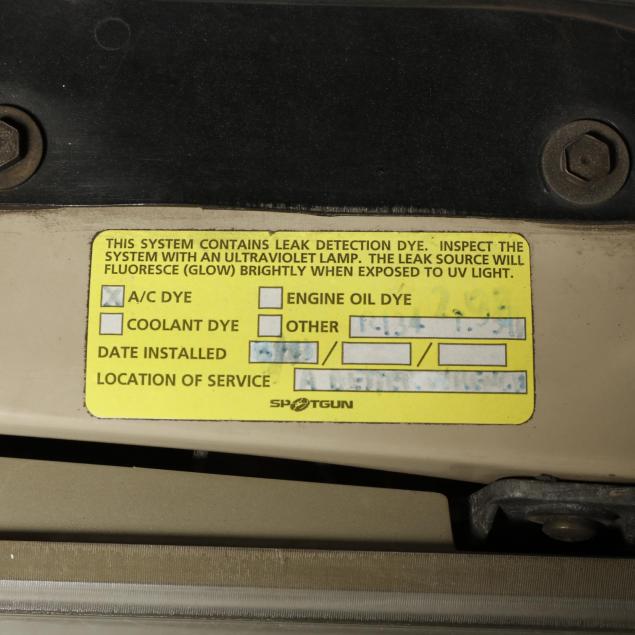 THIS SYSTEM CONTAINS LEAK DETECTION DYE. INSPECT THE
SYSTEM WITH AN ULTRAVIOLET LAMP. THE LEAK SOURCE WILL
FLUORESCE (GLOW) BRIGHTLY WHEN EXPOSED TO UV LIGHT.
X A/C DYE ENGINE OIL DYE
COOLANT DYE OTHER R134
DATE INSTALLED / /
LOCATION OF SERVICE A
SPOTGUN